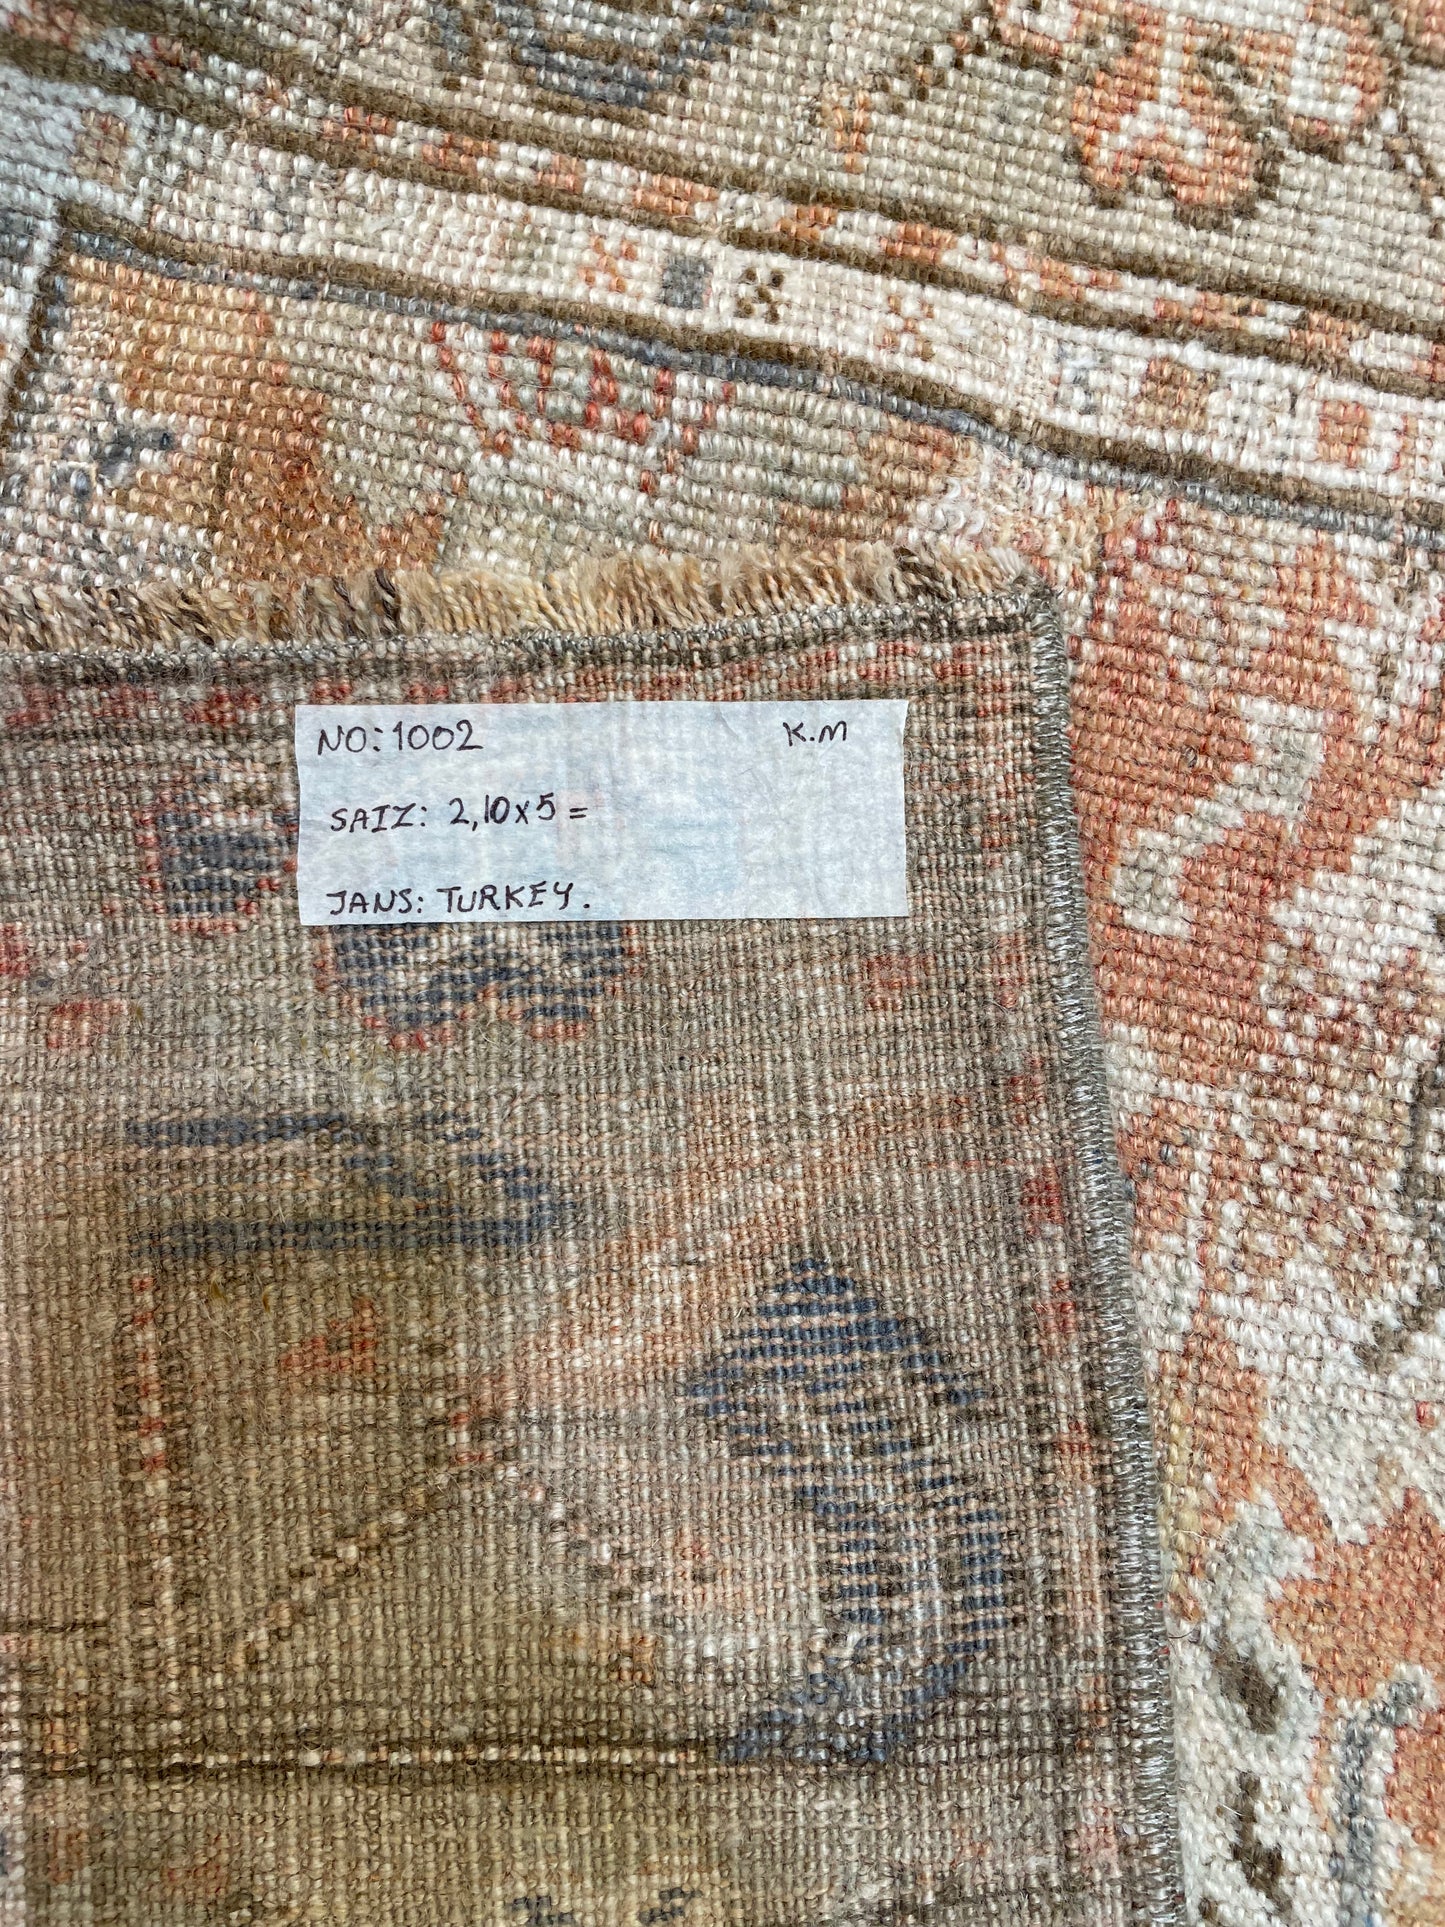 NO: 1002 K.M
SAIZ: 2,10x5=
JANS: TURKEY.